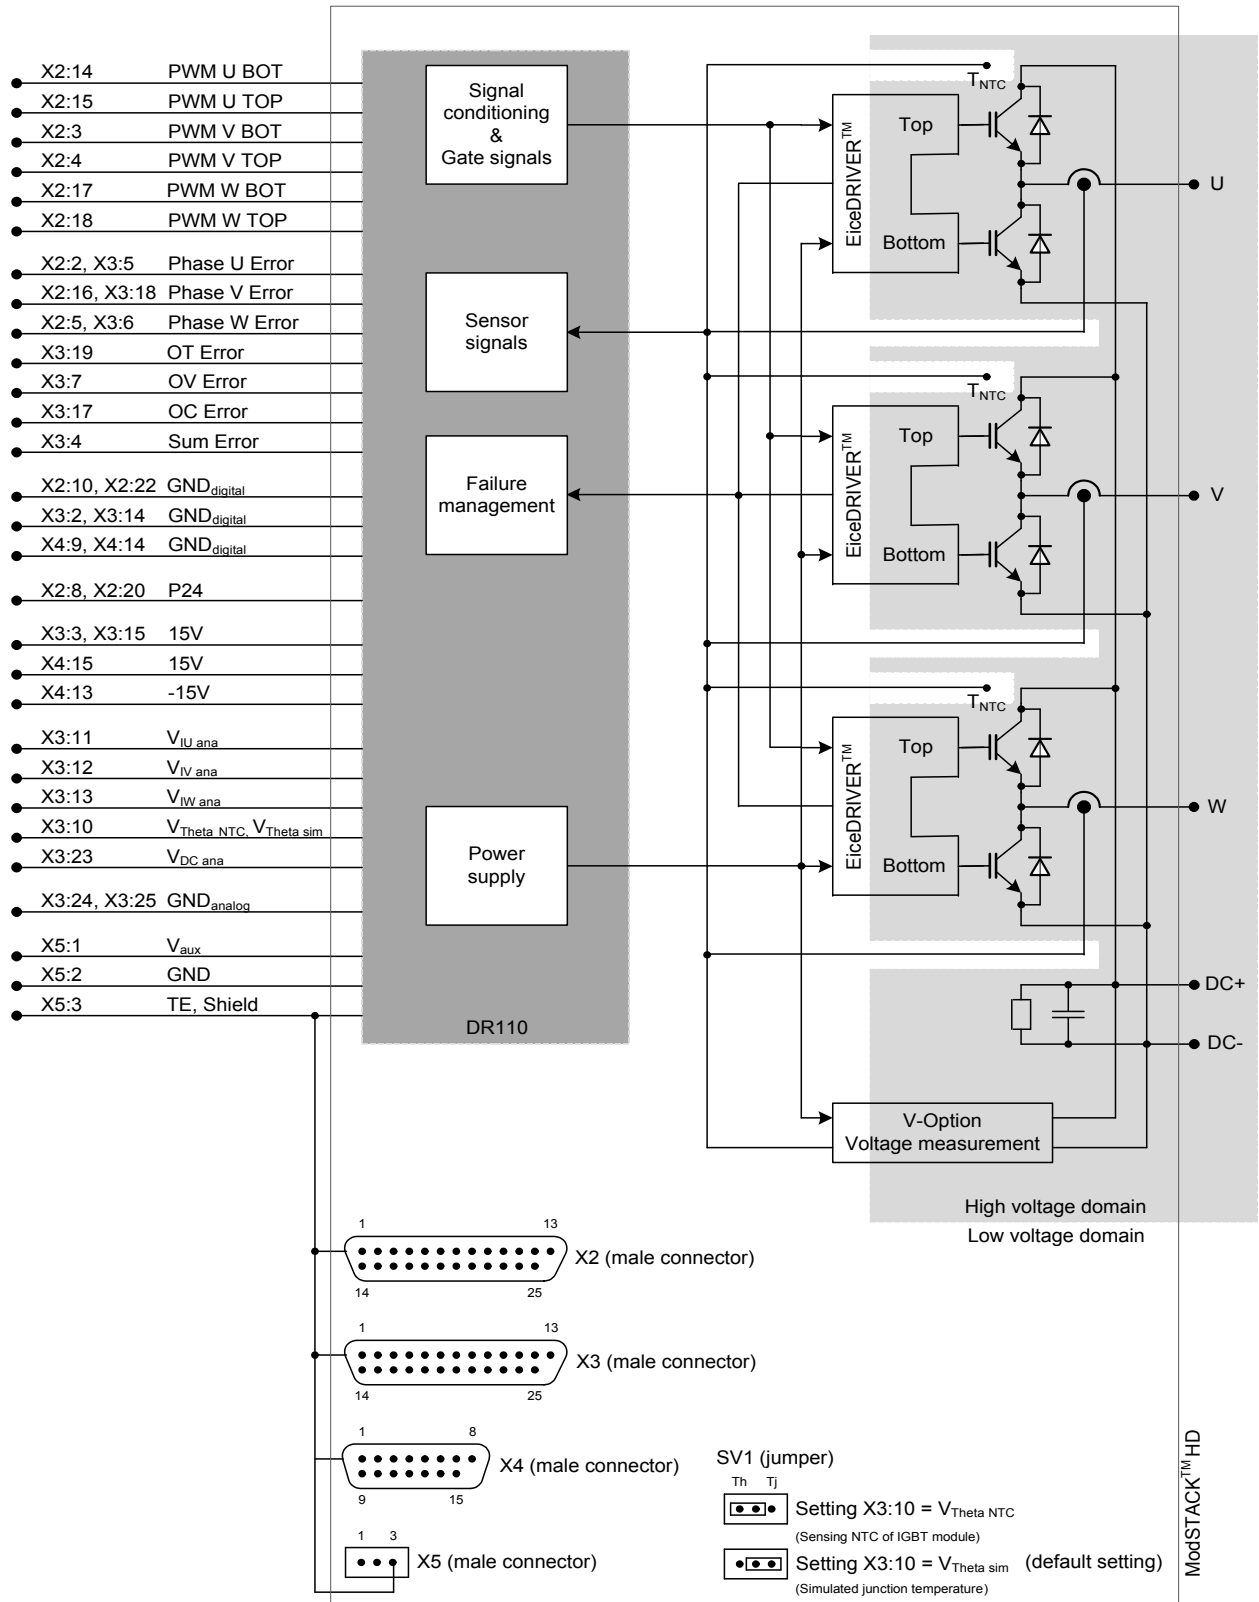 X2:14 PWM U BOT
X2:15 PWM U TOP
X2:3 PWM V BOT
X2:4 PWM V TOP
X2:17 PWM W BOT
X2:18 PWM W TOP
X2:2, X3:5 Phase U Error
X2:16, X3:18 Phase V Error
X2:5, X3:6 Phase W Error
X3:19 OT Error
X3:7 OV Error
X3:17 OC Error
X3:4 Sum Error
X2:10, X2:22 GNDdigital
X3:2, X3:14 GNDdigital
X4:9, X4:14 GNDdigital
X2:8, X2:20 P24
X3:3, X3:15 15V
X4:15 15V
X4:13 -15V
X3:11 VIU ana
X3:12 VIV ana
X3:13 VIW ana
X3:10 VTheta NTC, VTheta sim
X3:23 VDC ana
X3:24, X3:25 GNDanalog
X5:1 Vaux
X5:2 GND
X5:3 TE, Shield
Signal
conditioning
&
Gate signals
Sensor
signals
Failure
management
Power
supply
DR110
TNTC
EiceDRIVER™
Top
Bottom
U
TNTC
EiceDRIVER™
Top
Bottom
V
TNTC
EiceDRIVER™
Top
Bottom
W
DC+
DC-
V-Option
Voltage measurement
High voltage domain
Low voltage domain
1 13
X2 (male connector)
14 25
1 13
X3 (male connector)
14 25
1 8
X4 (male connector)
9 15
1 3
X5 (male connector)
SV1 (jumper)
Th Tj
Setting X3:10 = VTheta NTC
(Sensing NTC of IGBT module)
Setting X3:10 = VTheta sim (default setting)
(Simulated junction temperature)
ModSTACK™ HD